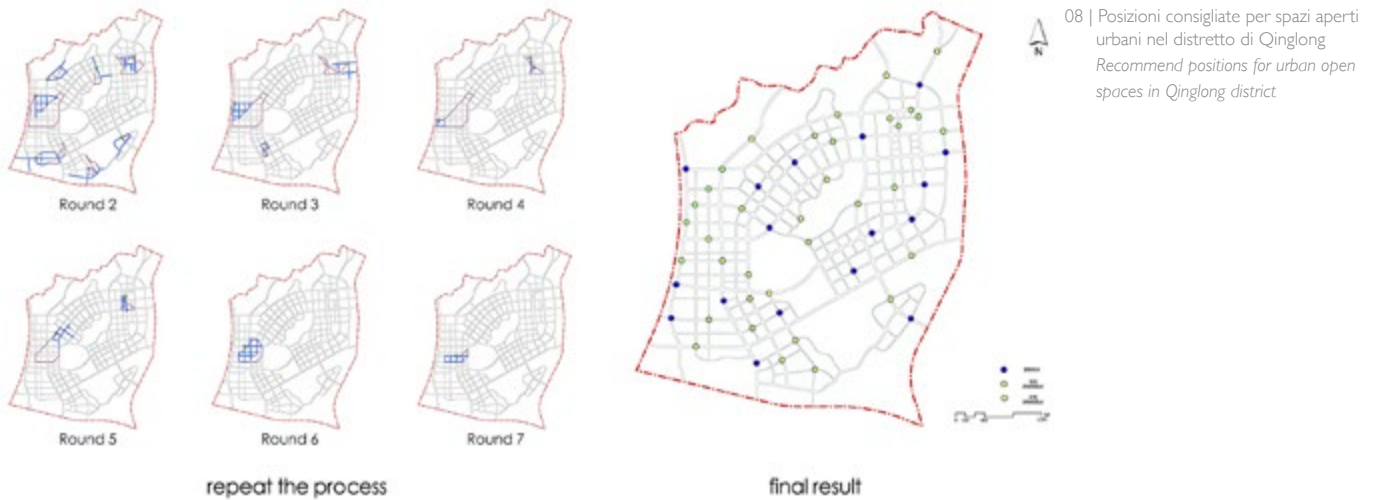 Round 2
Round 3
Round 4
Round 5
Round 6
Round 7
repeat the process
final result
N
08 | Posizioni consigliate per spazi aperti
urbani nel distretto di Qinglong
Recommend positions for urban open
spaces in Qinglong district